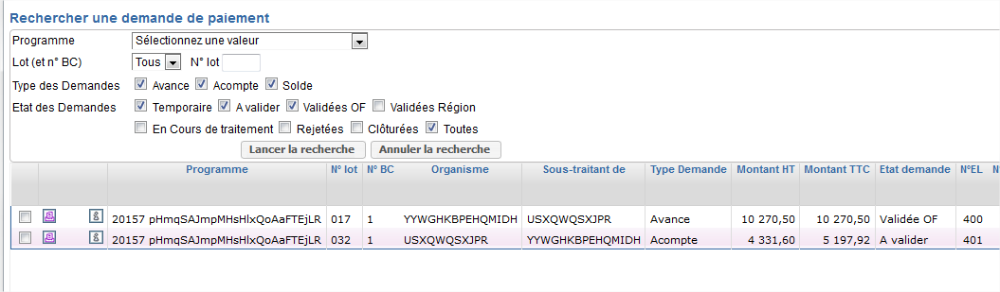 Rechercher une demande de paiement
Programme Sélectionnez une valeur
Lot (et n° BC) Tous N° lot
Type des Demandes Avance Acompte Solde
Etat des Demandes Temporaire A valider Validées OF Validées Région
En Cours de traitement Rejetées Clôturées Toutes
Lancer la recherche Annuler la recherche
Programme N° lot N° BC Organisme Sous-traitant de Type Demande Montant HT Montant TTC Etat demande N°EL
20157 pHmqSAJmpMHsHlxQoAaFTEjLR 017 1 YYWGHKBPEHQMIDH USXQWQSXJPR Avance 10 270,50 10 270,50 Validée OF 400
20157 pHmqSAJmpMHsHlxQoAaFTEjLR 032 1 USXQWQSXJPR YYWGHKBPEHQMIDH Acompte 4 331,60 5 197,92 A valider 401